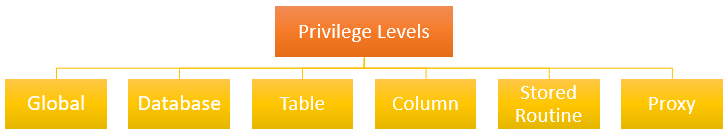 Privilege Levels
Global
Database
Table
Column
Stored
Routine
Proxy